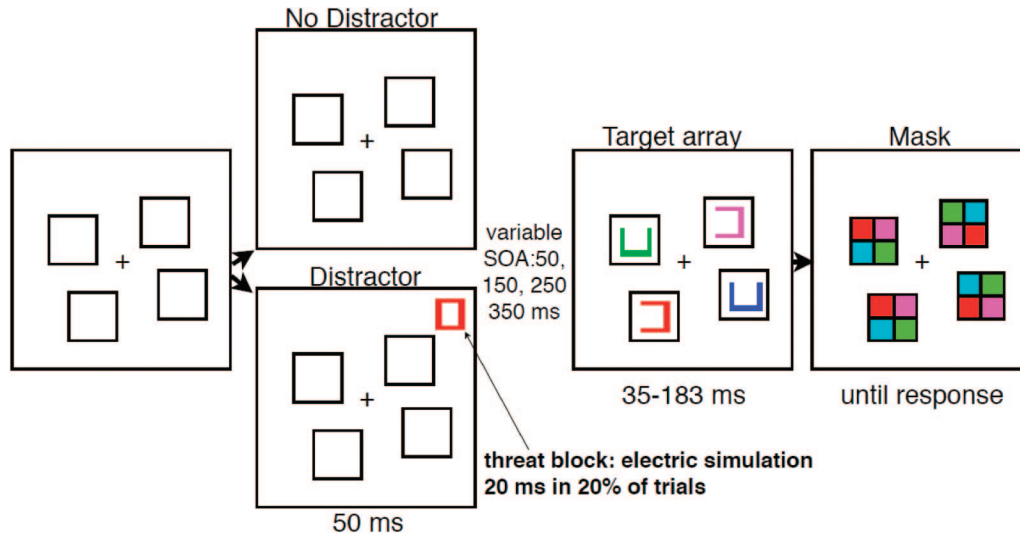 No Distractor
Distractor
50 ms
threat block: electric simulation
20 ms in 20% of trials
variable
SOA:50,
150, 250
350 ms
Target array
35-183 ms
Mask
until response